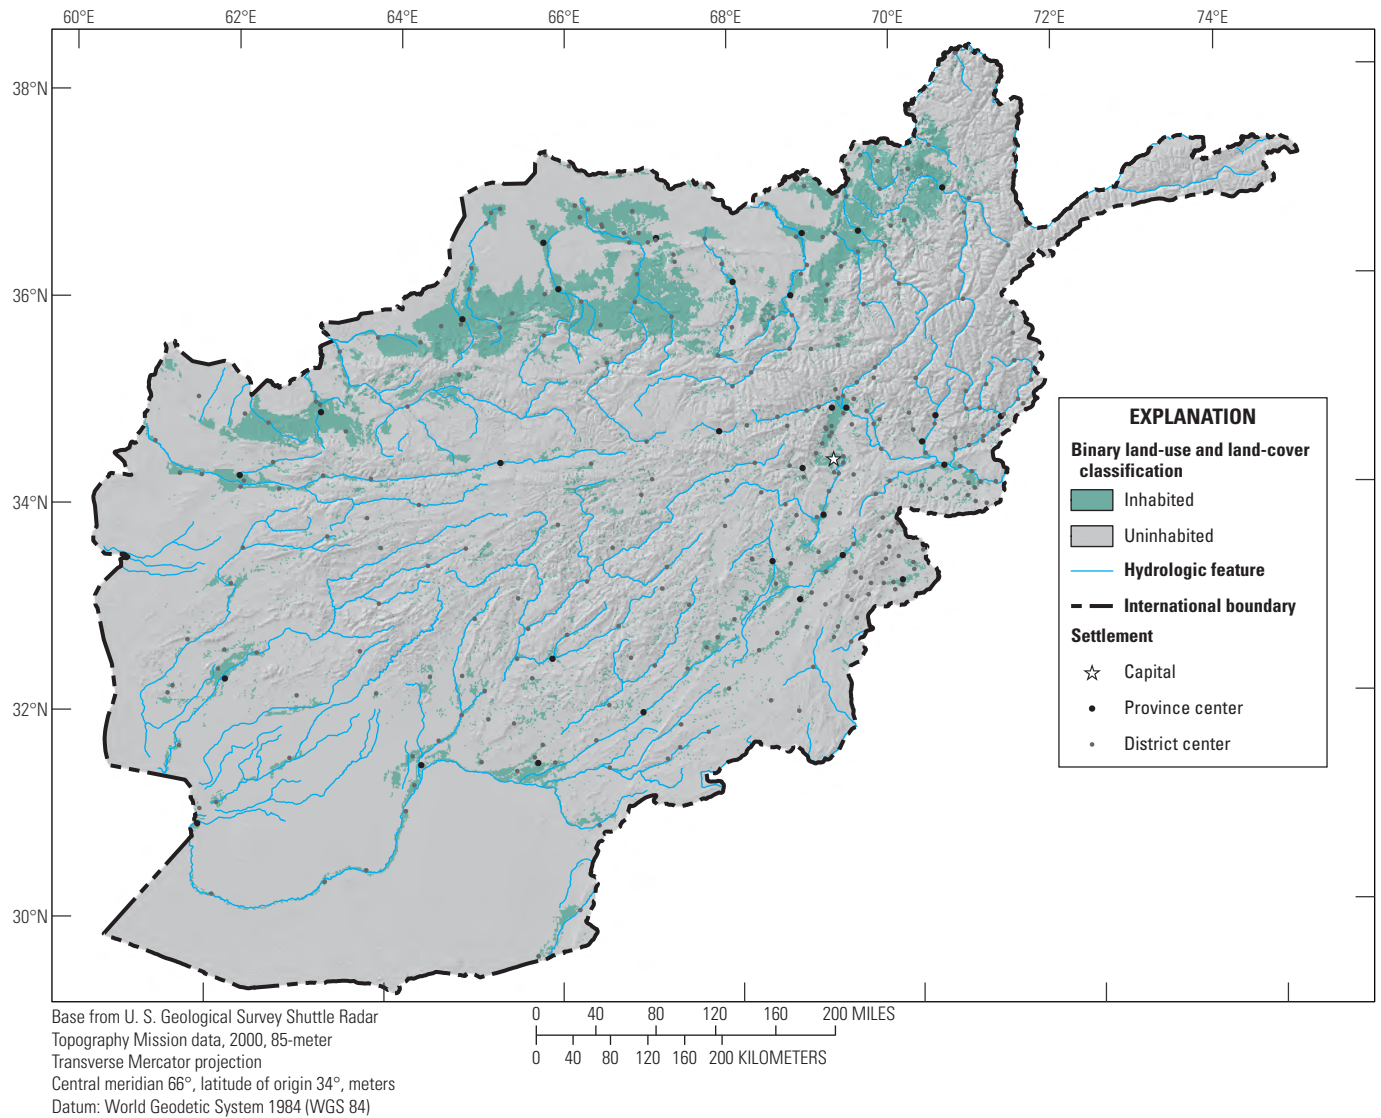 60°E 62°E 64°E 66°E 68°E 70°E 72°E 74°E
38°N
36°N
34°N
32°N
30°N
EXPLANATION
Binary land-use and land-cover
classification
Inhabited
Uninhabited
Hydrologic feature
International boundary
Settlement
Capital
Province center
District center
Base from U. S. Geological Survey Shuttle Radar
Topography Mission data, 2000, 85-meter
Transverse Mercator projection
Central meridian 66°, latitude of origin 34°, meters
Datum: World Geodetic System 1984 (WGS 84)
0 40 80 120 160 200 MILES
0 40 80 120 160 200 KILOMETERS